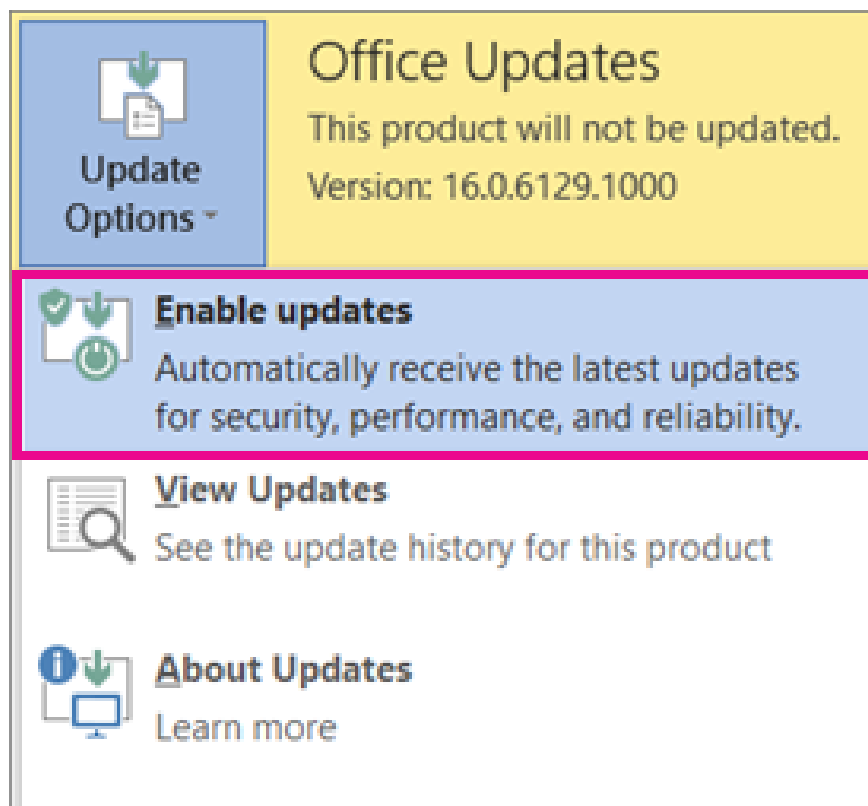 Update
Options
Office Updates
This product will not be updated.
Version: 16.0.6129.1000
Enable updates
Automatically receive the latest updates
for security, performance, and reliability.
View Updates
See the update history for this product
About Updates
Learn more